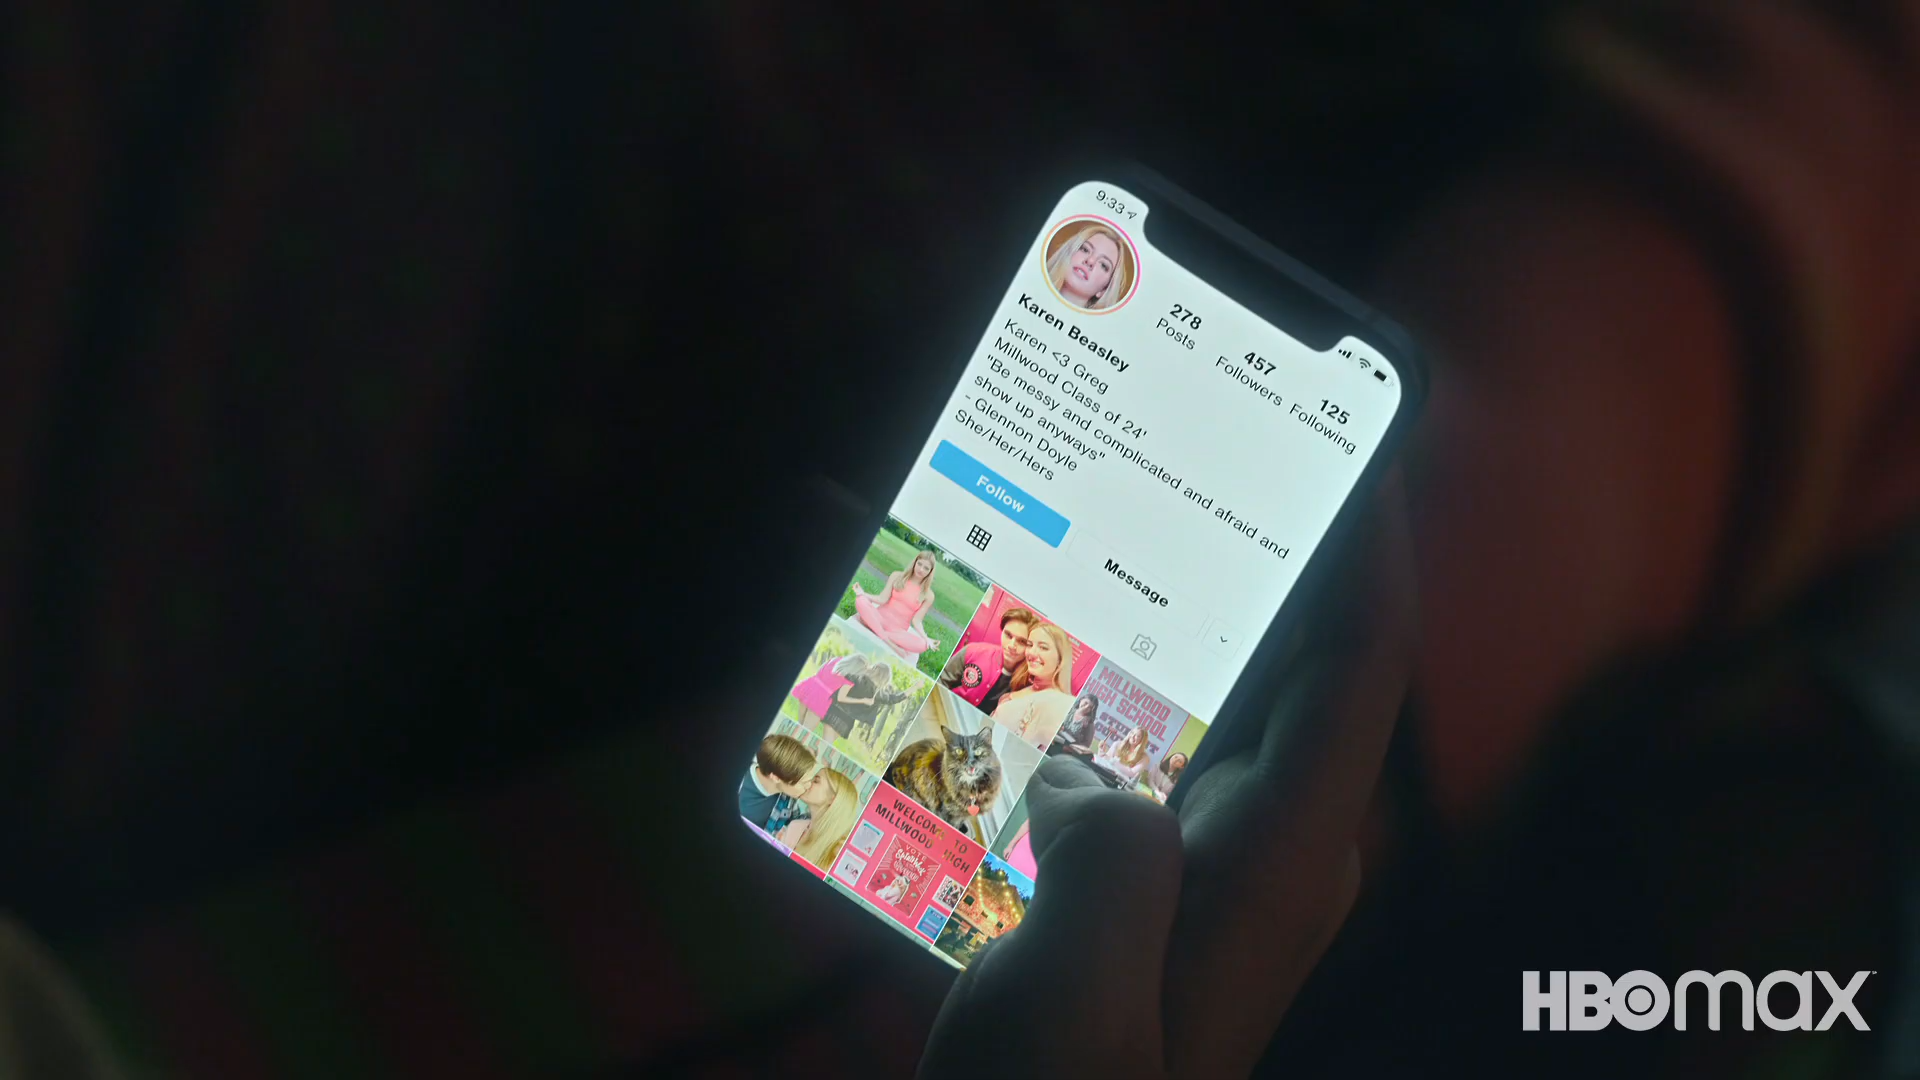 9:33
278
Posts
457
Followers
125
Following
Karen Beasley
Karen <3 Greg
Millwood Class of 24'
"Be messy and complicated and afraid and
show up anyways"
- Glennon Doyle
She/Her/Hers
Follow
Message
MILLWOOD
HIGH SCHOOL
WELCOME TO
MILLWOOD HIGH
VOTE
HBOMAX